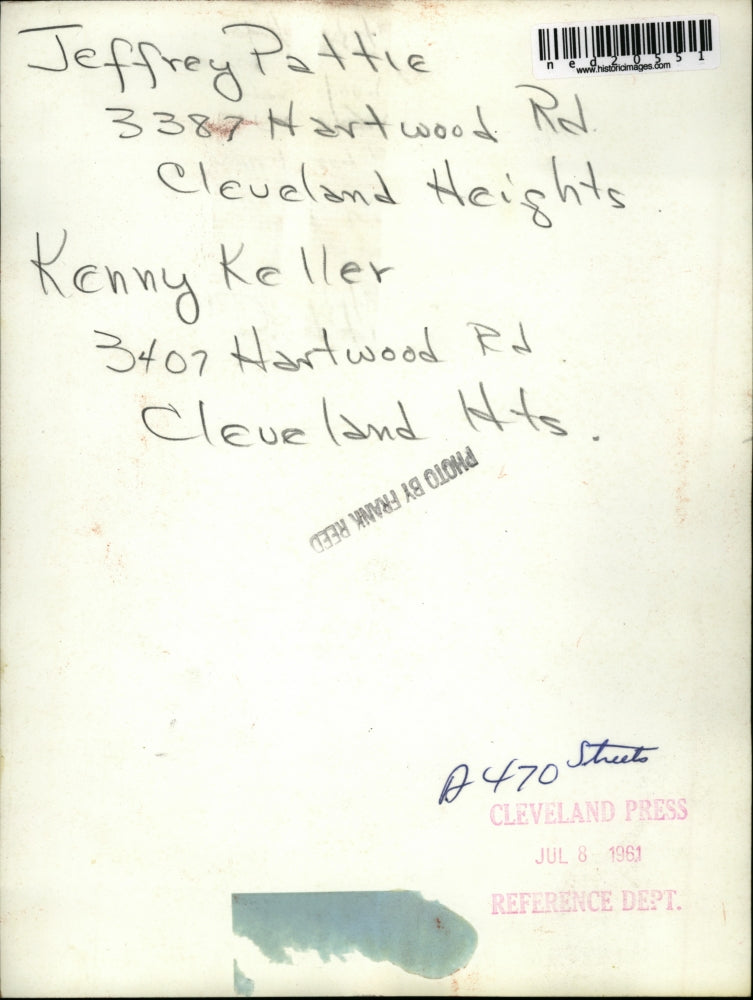 Jeffrey Pattie
3387 Hartwood Rd.
Cleveland Heights
Kenny Keller
3407 Hartwood Rd.
Cleveland Hts.
ned20551
www.historicimages.com
PHOTO BY FRANK REED
A470 Streets
CLEVELAND PRESS
JUL 8 1961
REFERENCE DEPT.